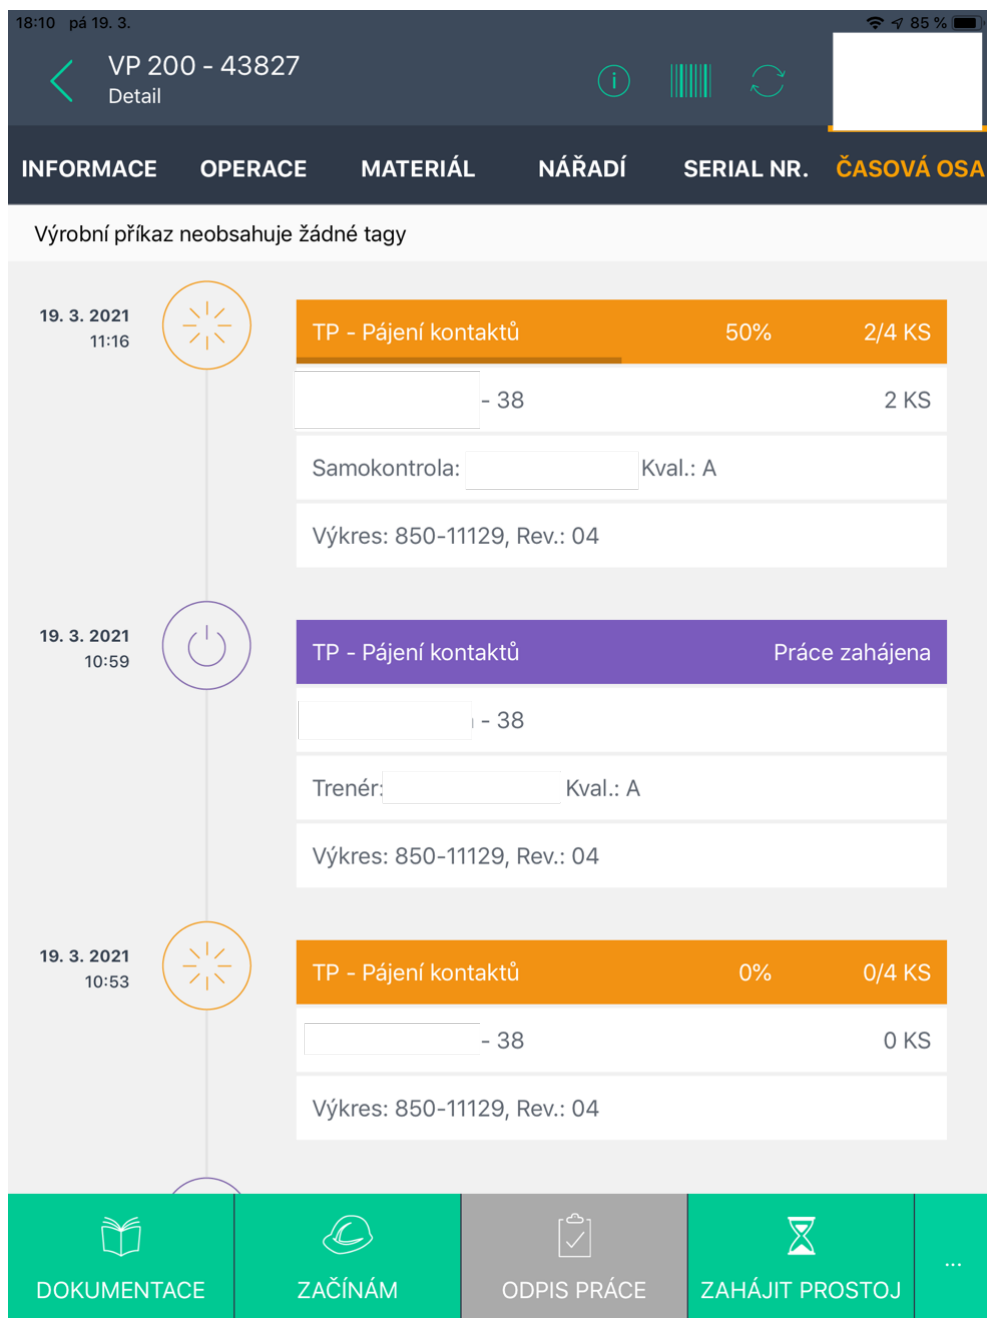 18:10 pá 19. 3. 85 %
VP 200 - 43827
Detail
INFORMACE OPERACE MATERIÁL NÁŘADÍ SERIAL NR. ČASOVÁ OSA
Výrobní příkaz neobsahuje žádné tagy
19. 3. 2021
11:16
TP - Pájení kontaktů 50% 2/4 KS
- 38 2 KS
Samokontrola: Kval.: A
Výkres: 850-11129, Rev.: 04
19. 3. 2021
10:59
TP - Pájení kontaktů Práce zahájena
- 38
Trenér: Kval.: A
Výkres: 850-11129, Rev.: 04
19. 3. 2021
10:53
TP - Pájení kontaktů 0% 0/4 KS
- 38 0 KS
Výkres: 850-11129, Rev.: 04
DOKUMENTACE ZAČÍNÁM ODPIS PRÁCE ZAHÁJIT PROSTOJ ...